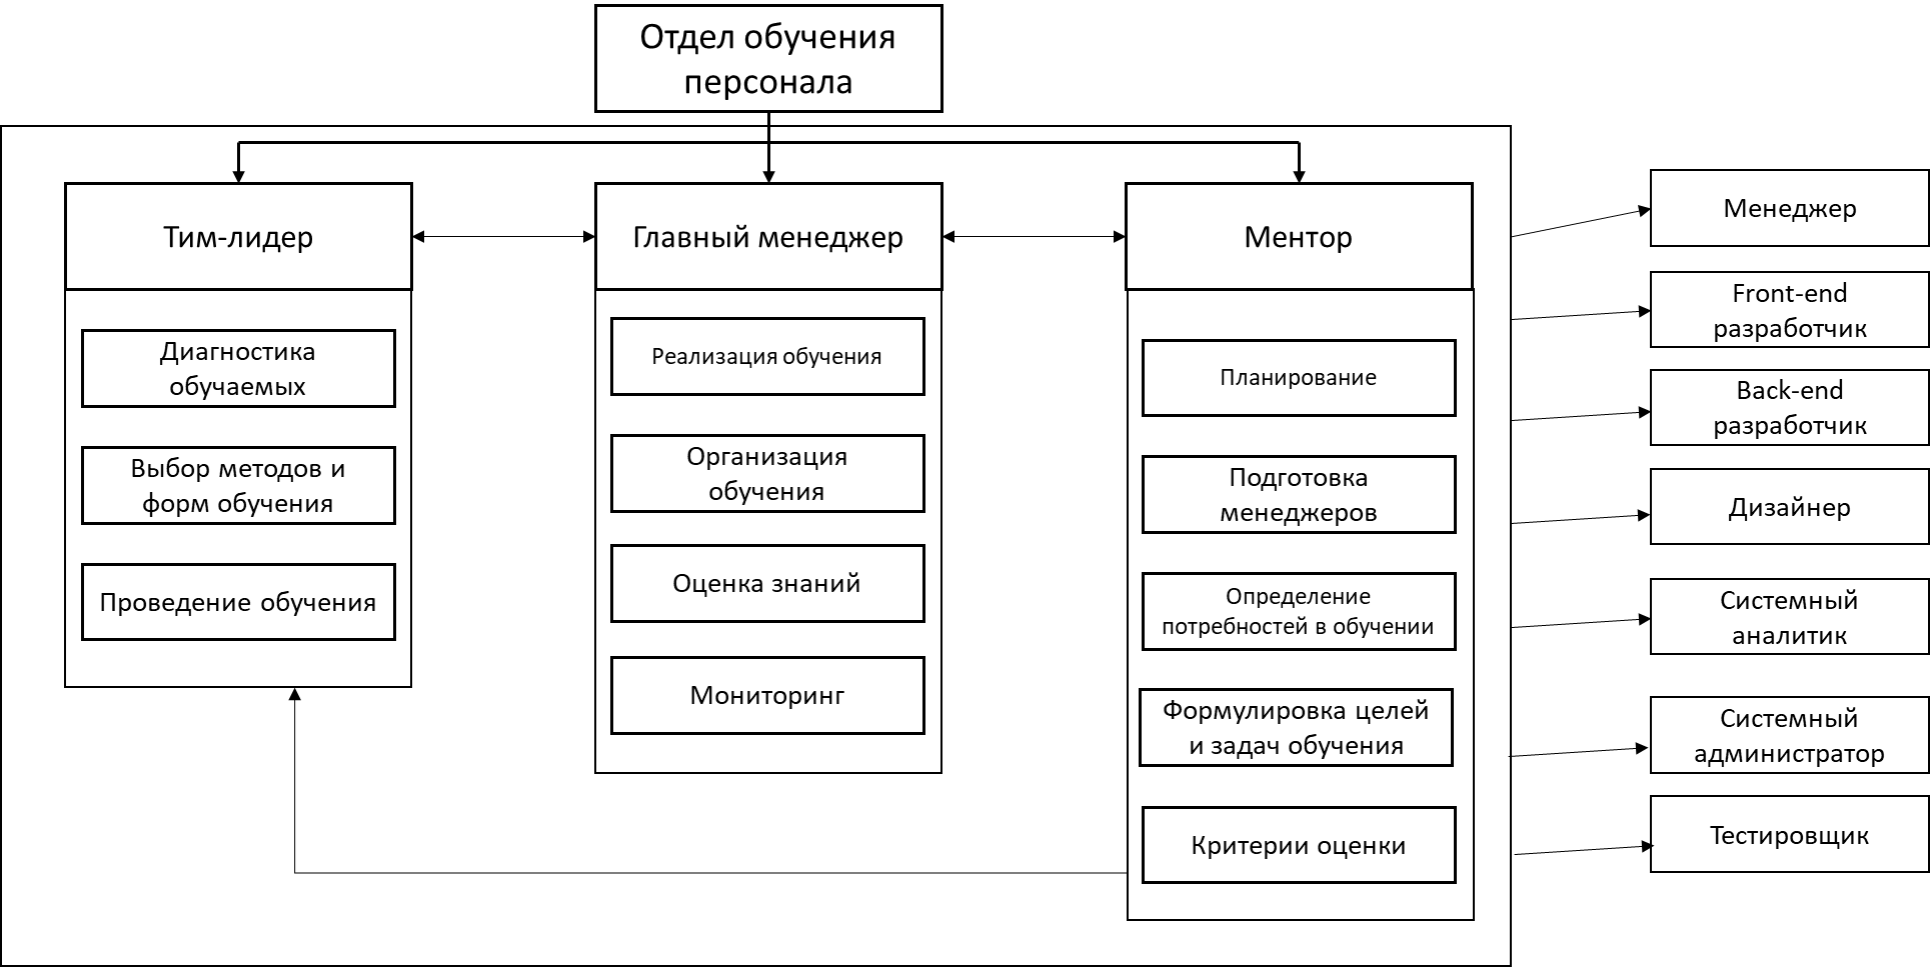 Отдел обучения
персонала
Тим-лидер
Диагностика
обучаемых
Выбор методов и
форм обучения
Проведение обучения
Главный менеджер
Реализация обучения
Организация
обучения
Оценка знаний
Мониторинг
Ментор
Планирование
Подготовка
менеджеров
Определение
потребностей в обучении
Формулировка целей
и задач обучения
Критерии оценки
Менеджер
Front-end
разработчик
Back-end
разработчик
Дизайнер
Системный
аналитик
Системный
администратор
Тестировщик